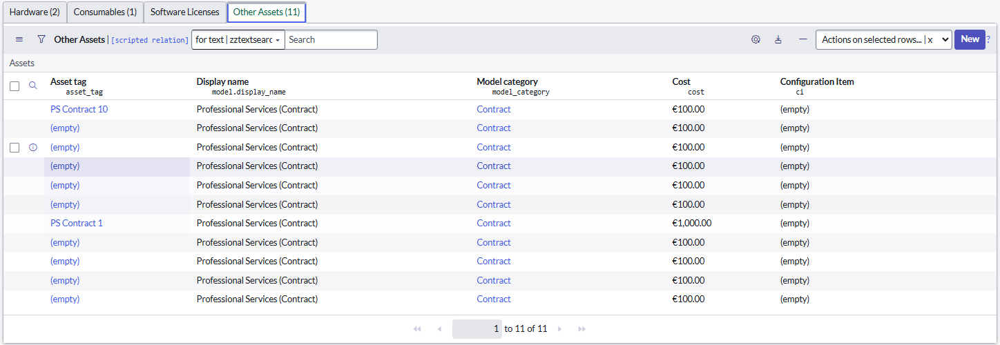 Hardware (2) Consumables (1) Software Licenses Other Assets (11)
Other Assets | [scripted relation] for text | zztextsearc Search Actions on selected rows... | x New ?
Assets
Asset tag Display name Model category Cost Configuration Item
asset_tag model.display_name model_category cost ci
PS Contract 10 Professional Services (Contract) Contract €100.00 (empty)
(empty) Professional Services (Contract) Contract €100.00 (empty)
(empty) Professional Services (Contract) Contract €100.00 (empty)
(empty) Professional Services (Contract) Contract €100.00 (empty)
(empty) Professional Services (Contract) Contract €100.00 (empty)
(empty) Professional Services (Contract) Contract €100.00 (empty)
PS Contract 1 Professional Services (Contract) Contract €1,000.00 (empty)
(empty) Professional Services (Contract) Contract €100.00 (empty)
(empty) Professional Services (Contract) Contract €100.00 (empty)
(empty) Professional Services (Contract) Contract €100.00 (empty)
(empty) Professional Services (Contract) Contract €100.00 (empty)
1 to 11 of 11